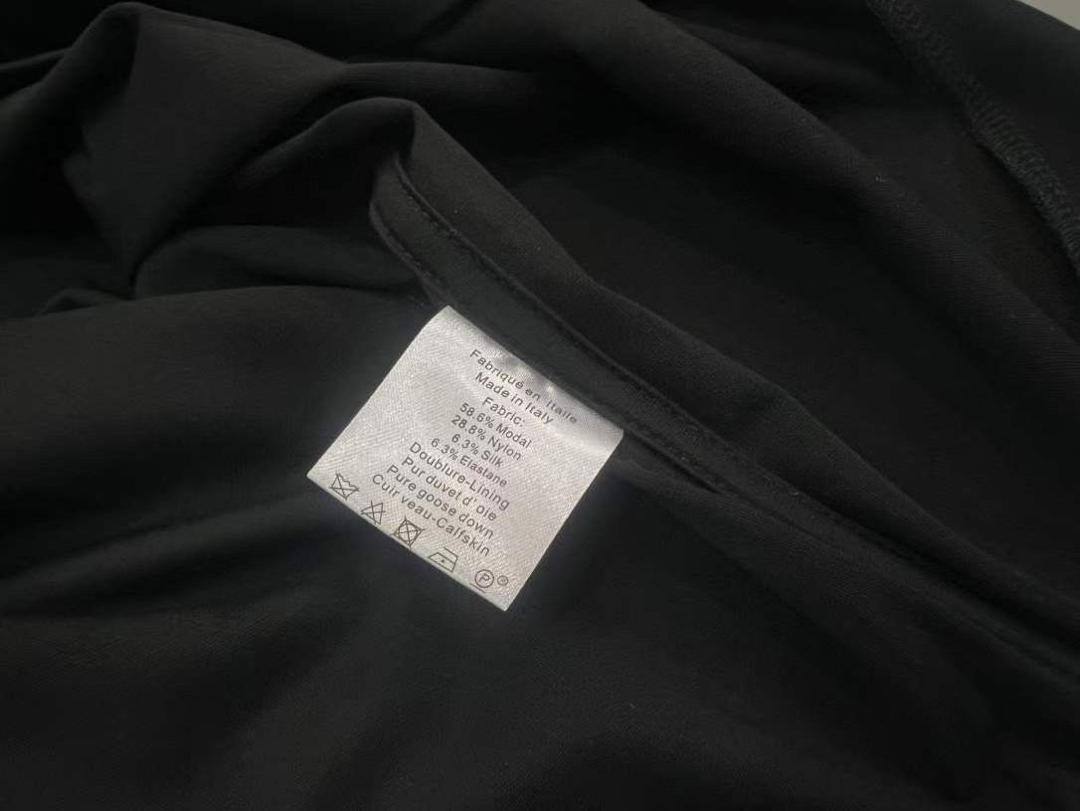 Fabriqué en Italie
Made in Italy
Fabric:
58.6% Modal
28.8% Nylon
6.3% Silk
6.3% Elastane
Doublure-Lining
Pur duvet d'oie
Pure goose down
Cuir veau-Calfskin
P